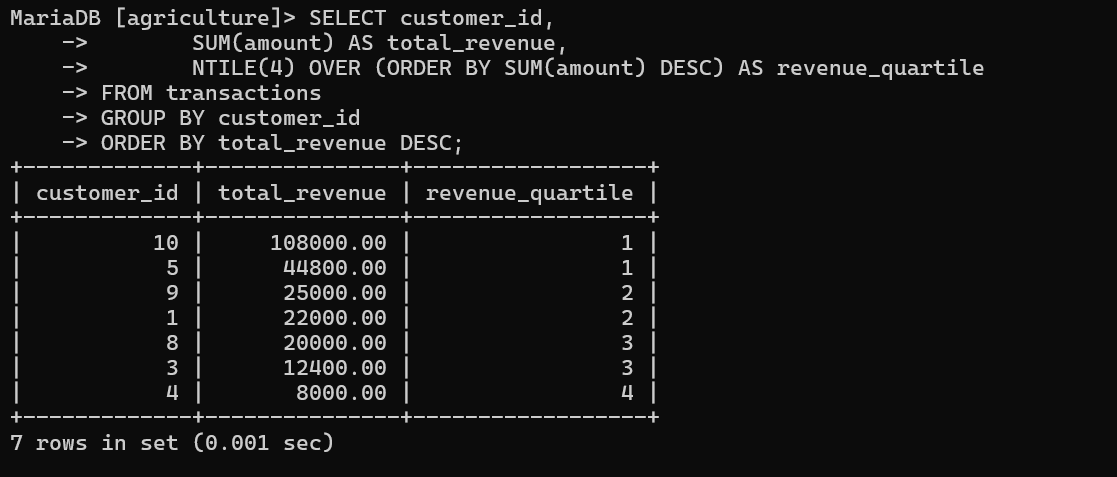 MariaDB [agriculture]> SELECT customer_id,
    ->        SUM(amount) AS total_revenue,
    ->        NTILE(4) OVER (ORDER BY SUM(amount) DESC) AS revenue_quartile
    -> FROM transactions
    -> GROUP BY customer_id
    -> ORDER BY total_revenue DESC;
+-------------+---------------+------------------+
| customer_id | total_revenue | revenue_quartile |
+-------------+---------------+------------------+
|          10 |     108000.00 |                1 |
|           5 |      44800.00 |                1 |
|           9 |      25000.00 |                2 |
|           1 |      22000.00 |                2 |
|           8 |      20000.00 |                3 |
|           3 |      12400.00 |                3 |
|           4 |       8000.00 |                4 |
+-------------+---------------+------------------+
7 rows in set (0.001 sec)